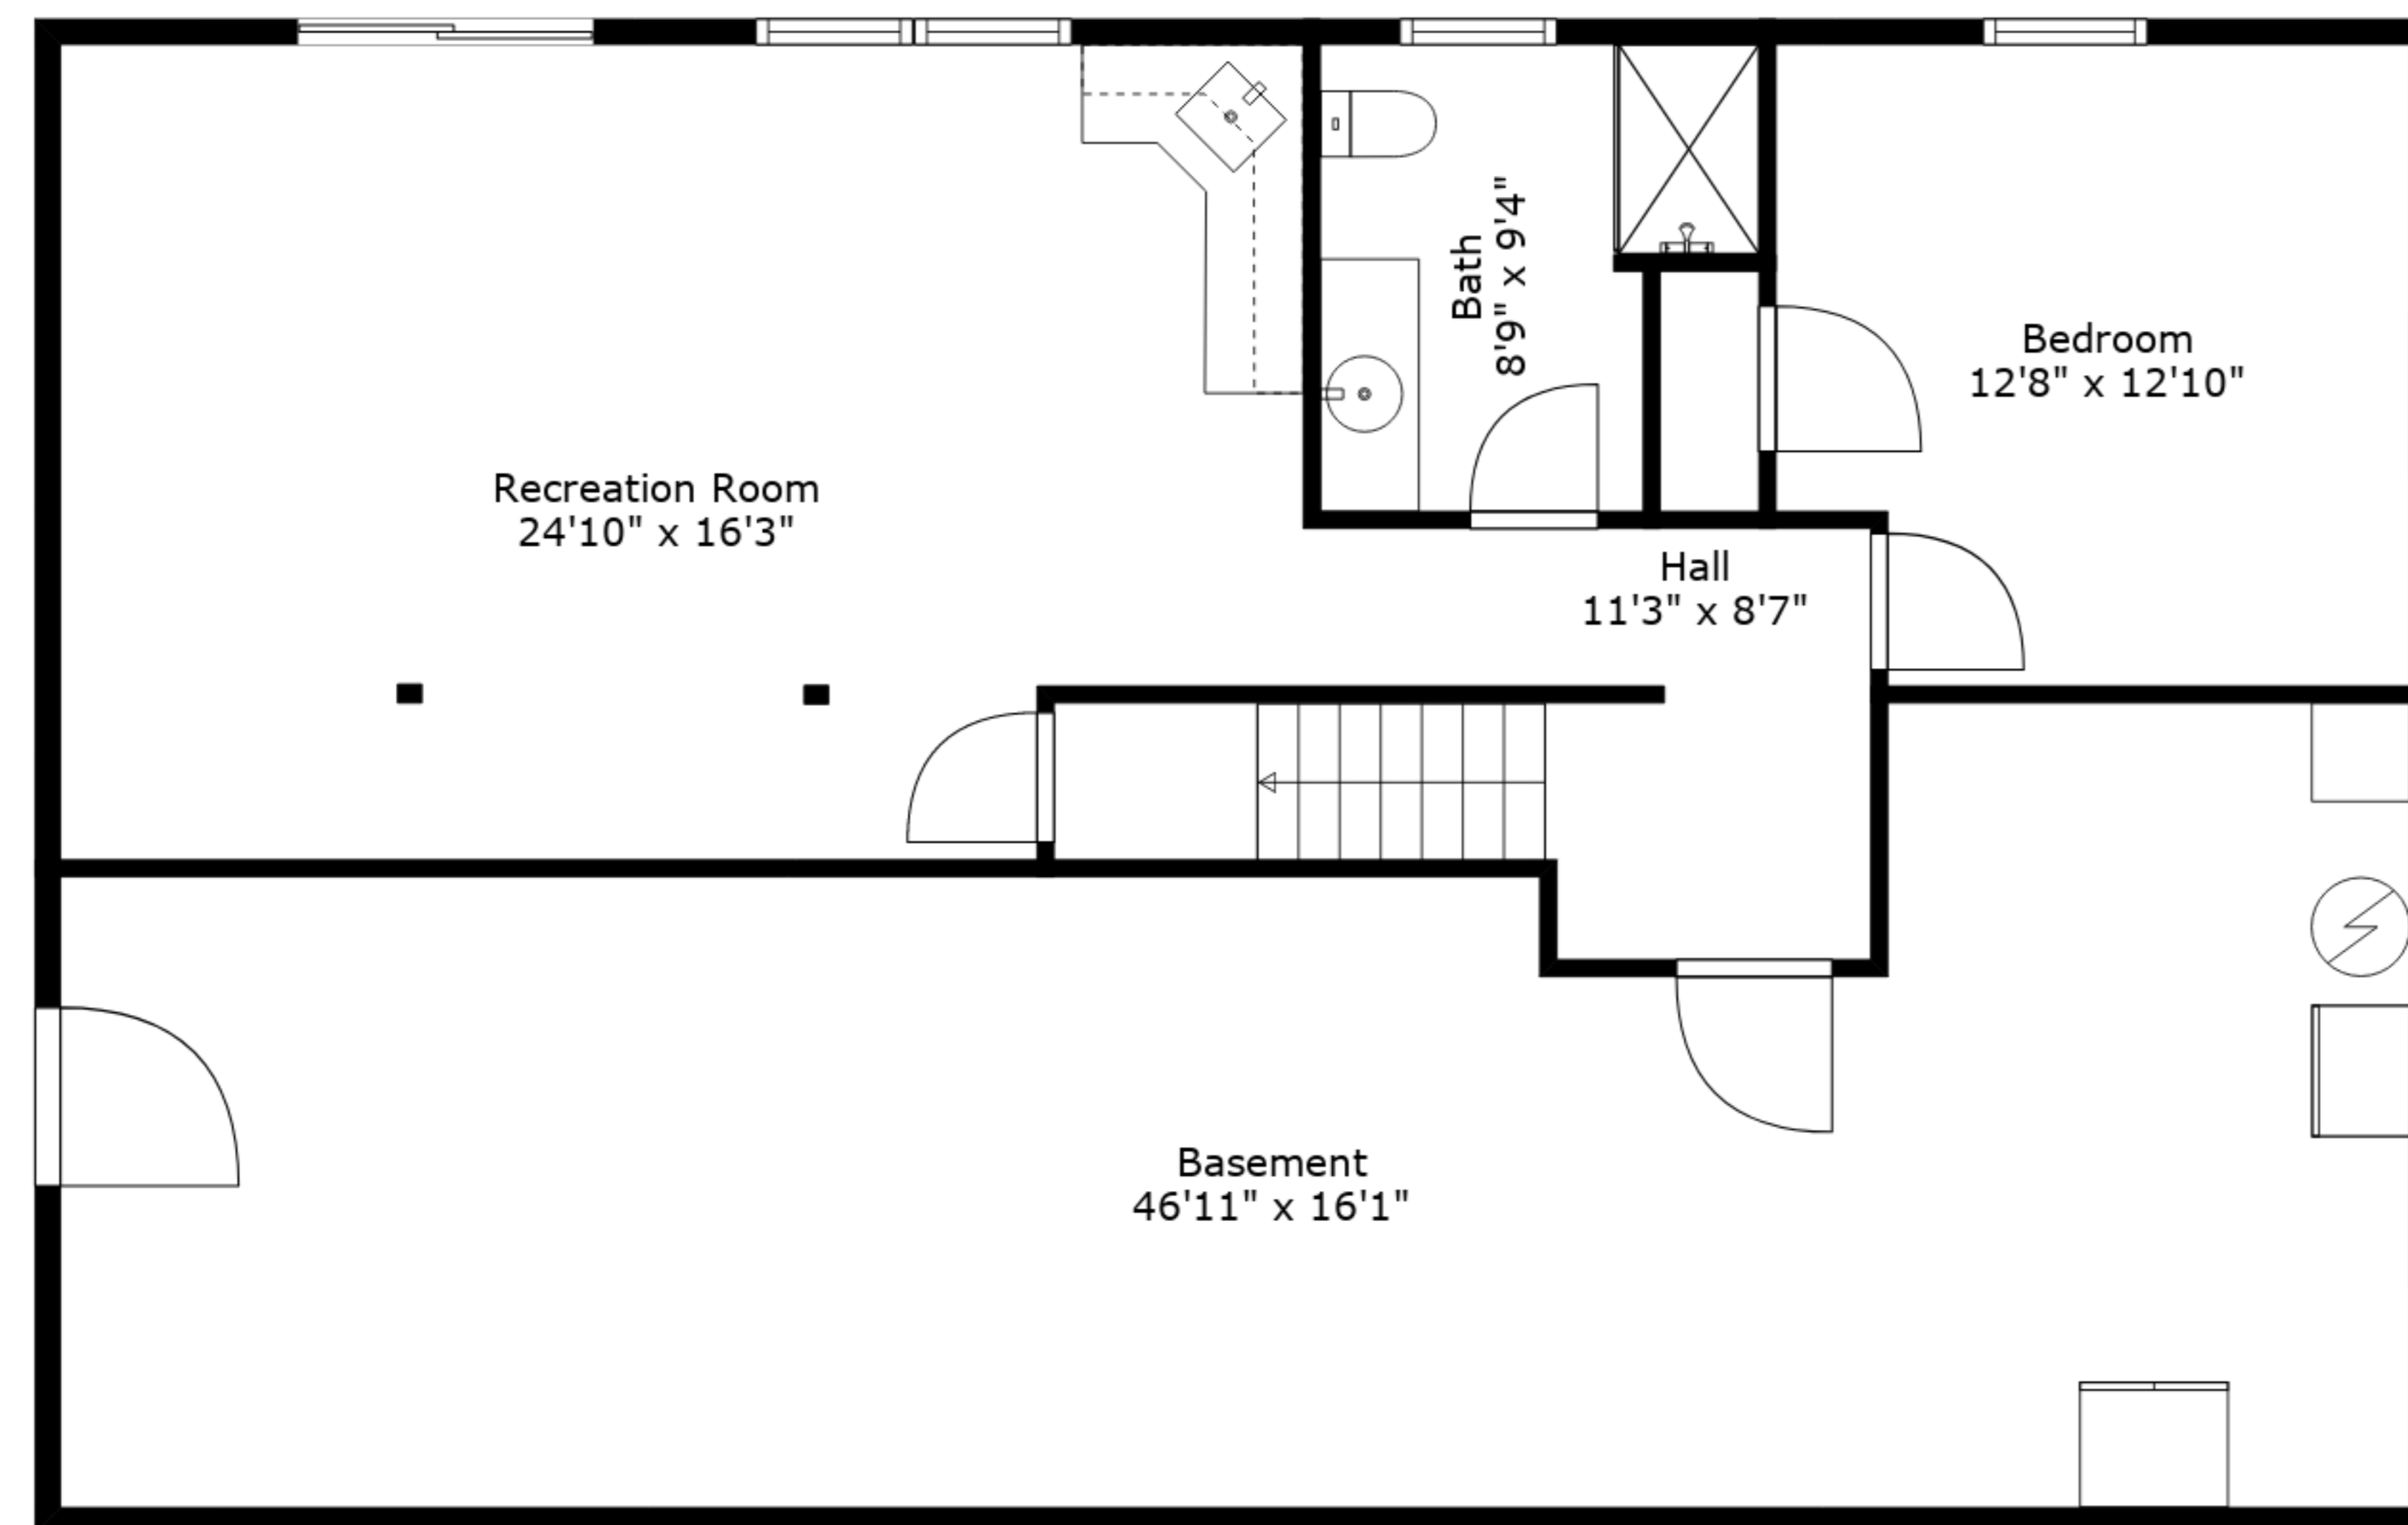 Bath
8'9" x 9'4"
Bedroom
12'8" x 12'10"
Recreation Room
24'10" x 16'3"
Hall
11'3" x 8'7"
Basement
46'11" x 16'1"